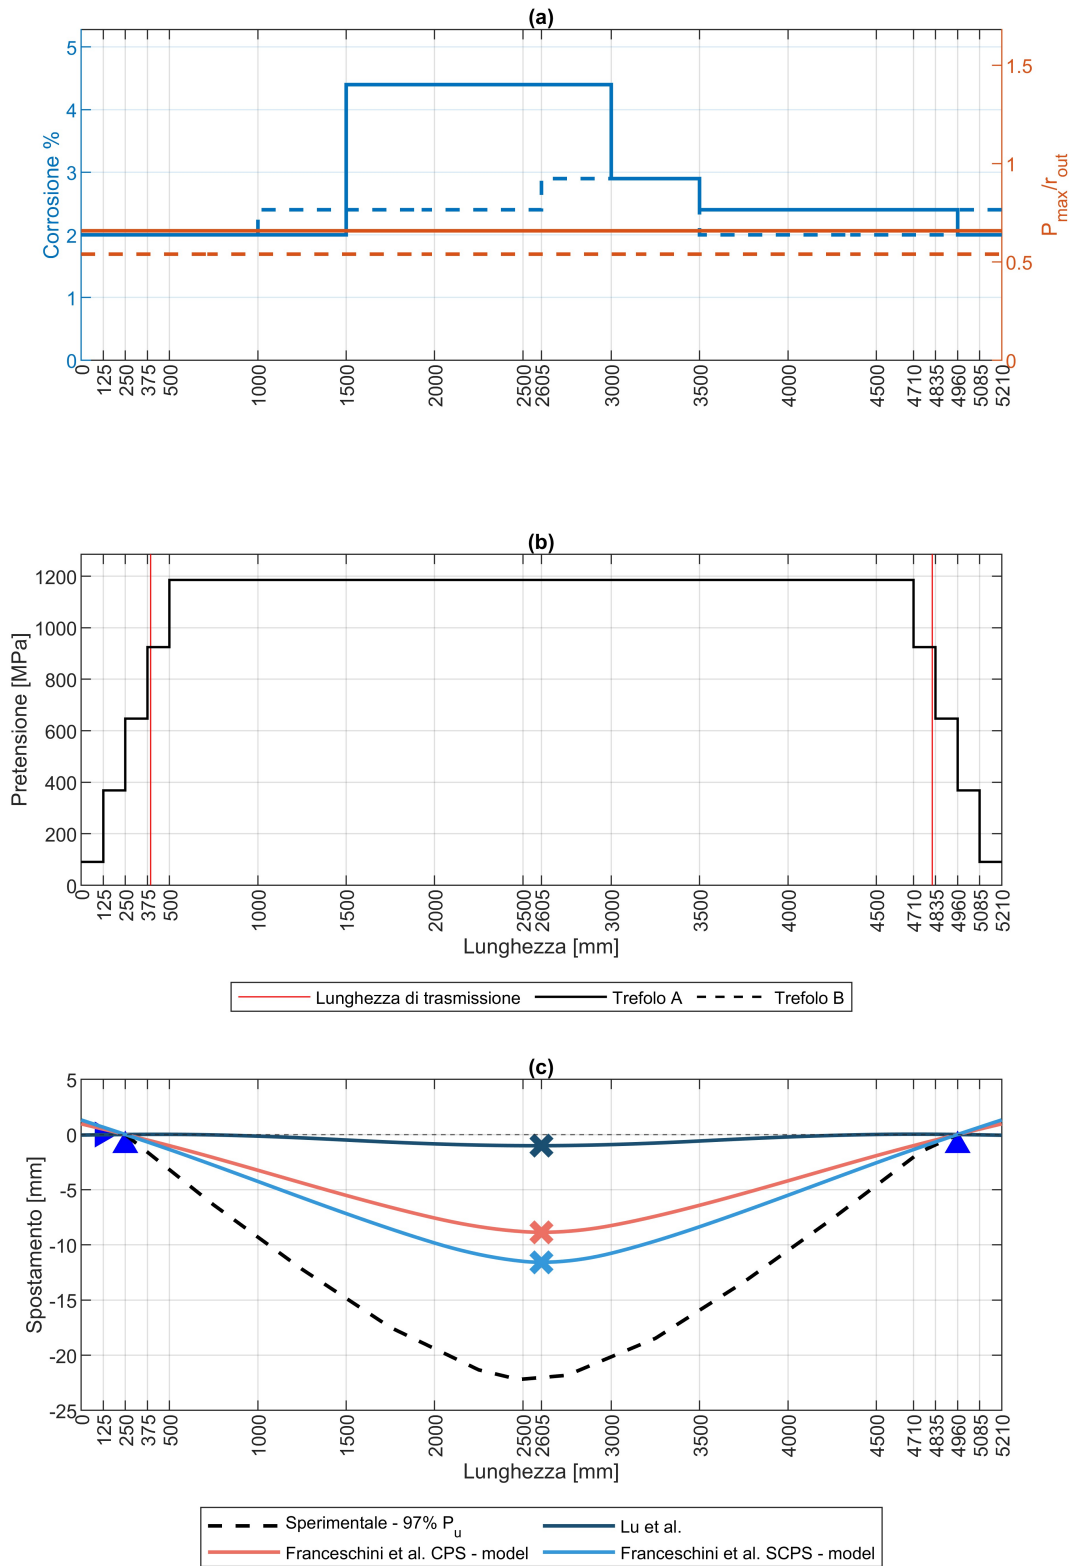 (a)
5
4
3
2
1
0
Corrosione %
1.5
1
0.5
0
P_max/r_out
0 125 250 375 500 1000 1500 2000 2500 2605 3000 3500 4000 4500 4710 4835 4960 5085 5210
(b)
1200
1000
800
600
400
200
0
Pretensione [MPa]
0 125 250 375 500 1000 1500 2000 2500 2605 3000 3500 4000 4500 4710 4835 4960 5085 5210
Lunghezza [mm]
Lunghezza di trasmissione Trefolo A Trefolo B
(c)
5
0
-5
-10
-15
-20
-25
Spostamento [mm]
0 125 250 375 500 1000 1500 2000 2500 2605 3000 3500 4000 4500 4710 4835 4960 5085 5210
Lunghezza [mm]
Sperimentale - 97% P_u Lu et al.
Franceschini et al. CPS - model Franceschini et al. SCPS - model